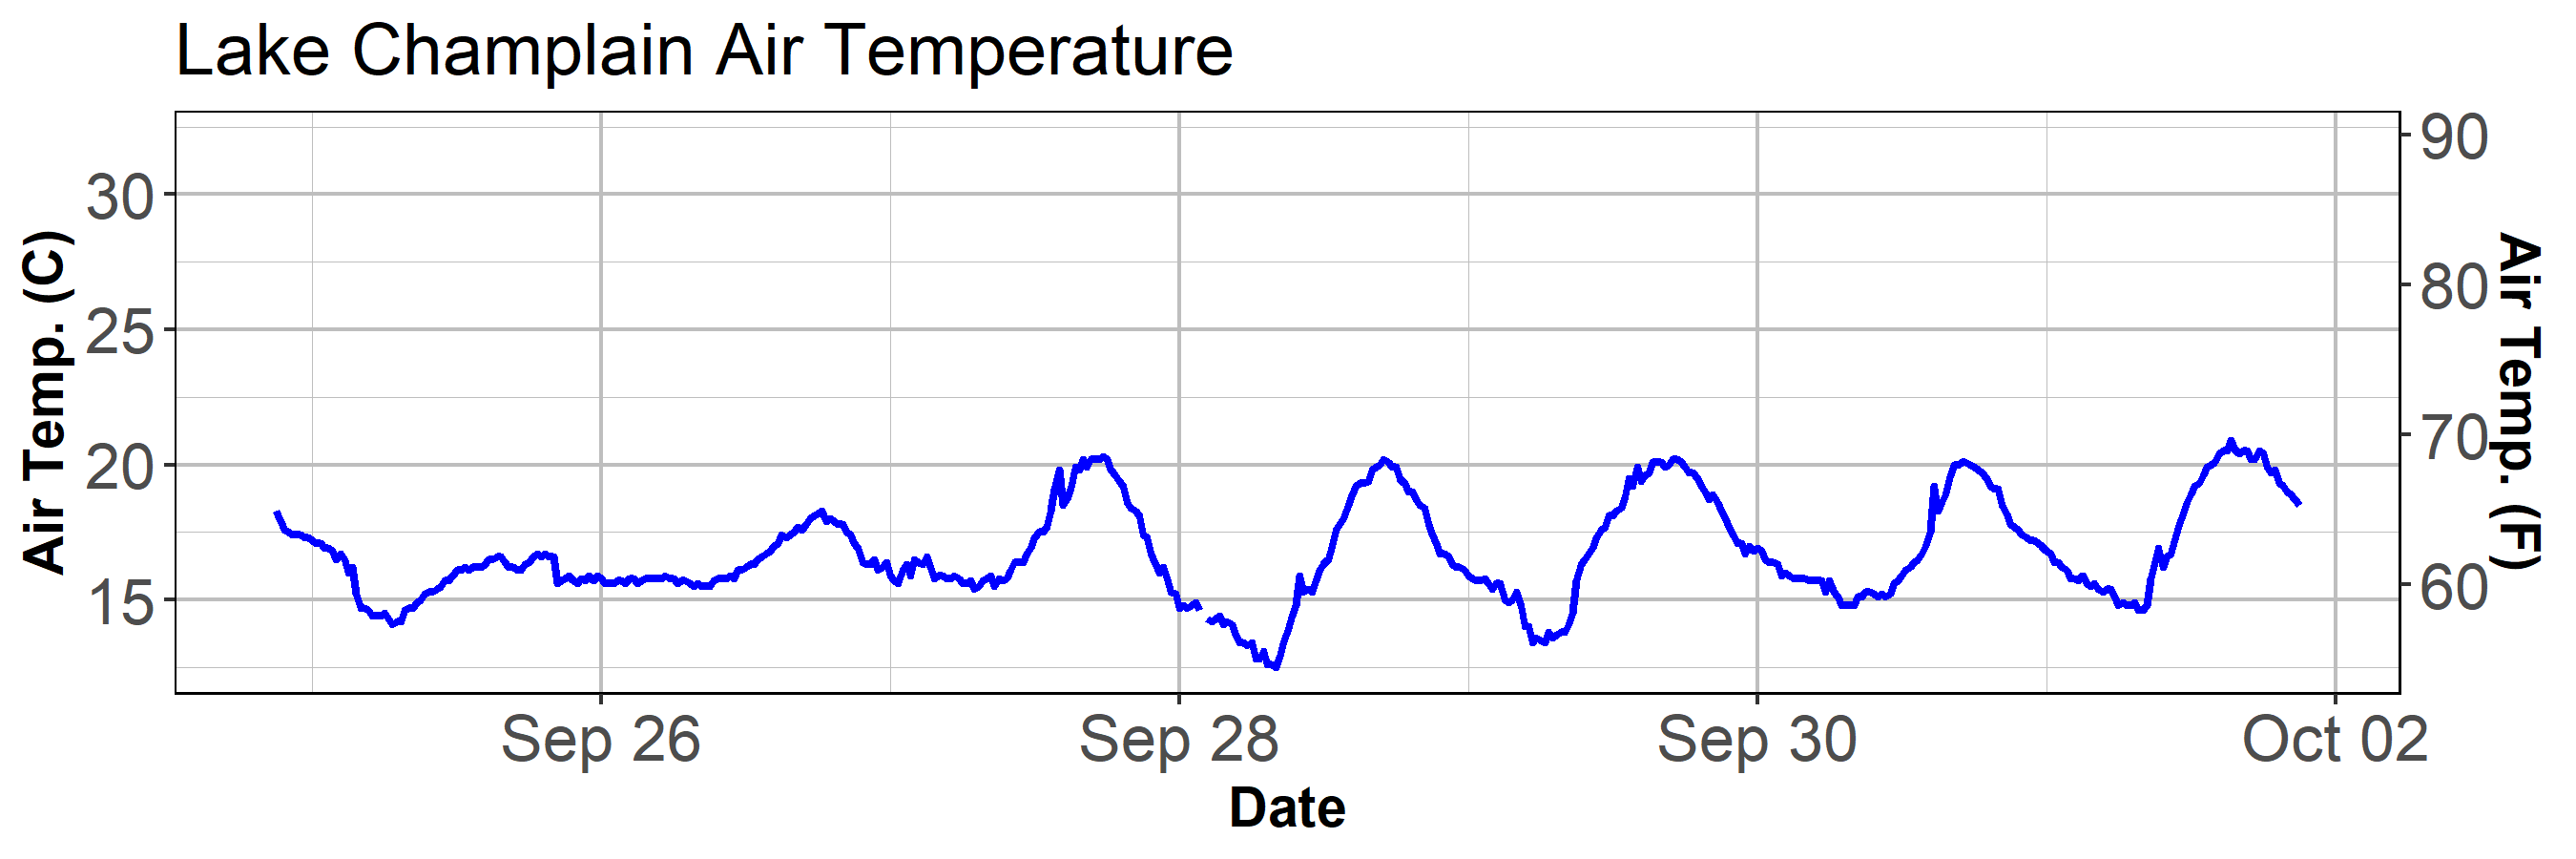 Lake Champlain Air Temperature
Air Temp. (C)
30
25
20
15
90
80
70
60
Air Temp. (F)
Sep 26
Sep 28
Sep 30
Oct 02
Date